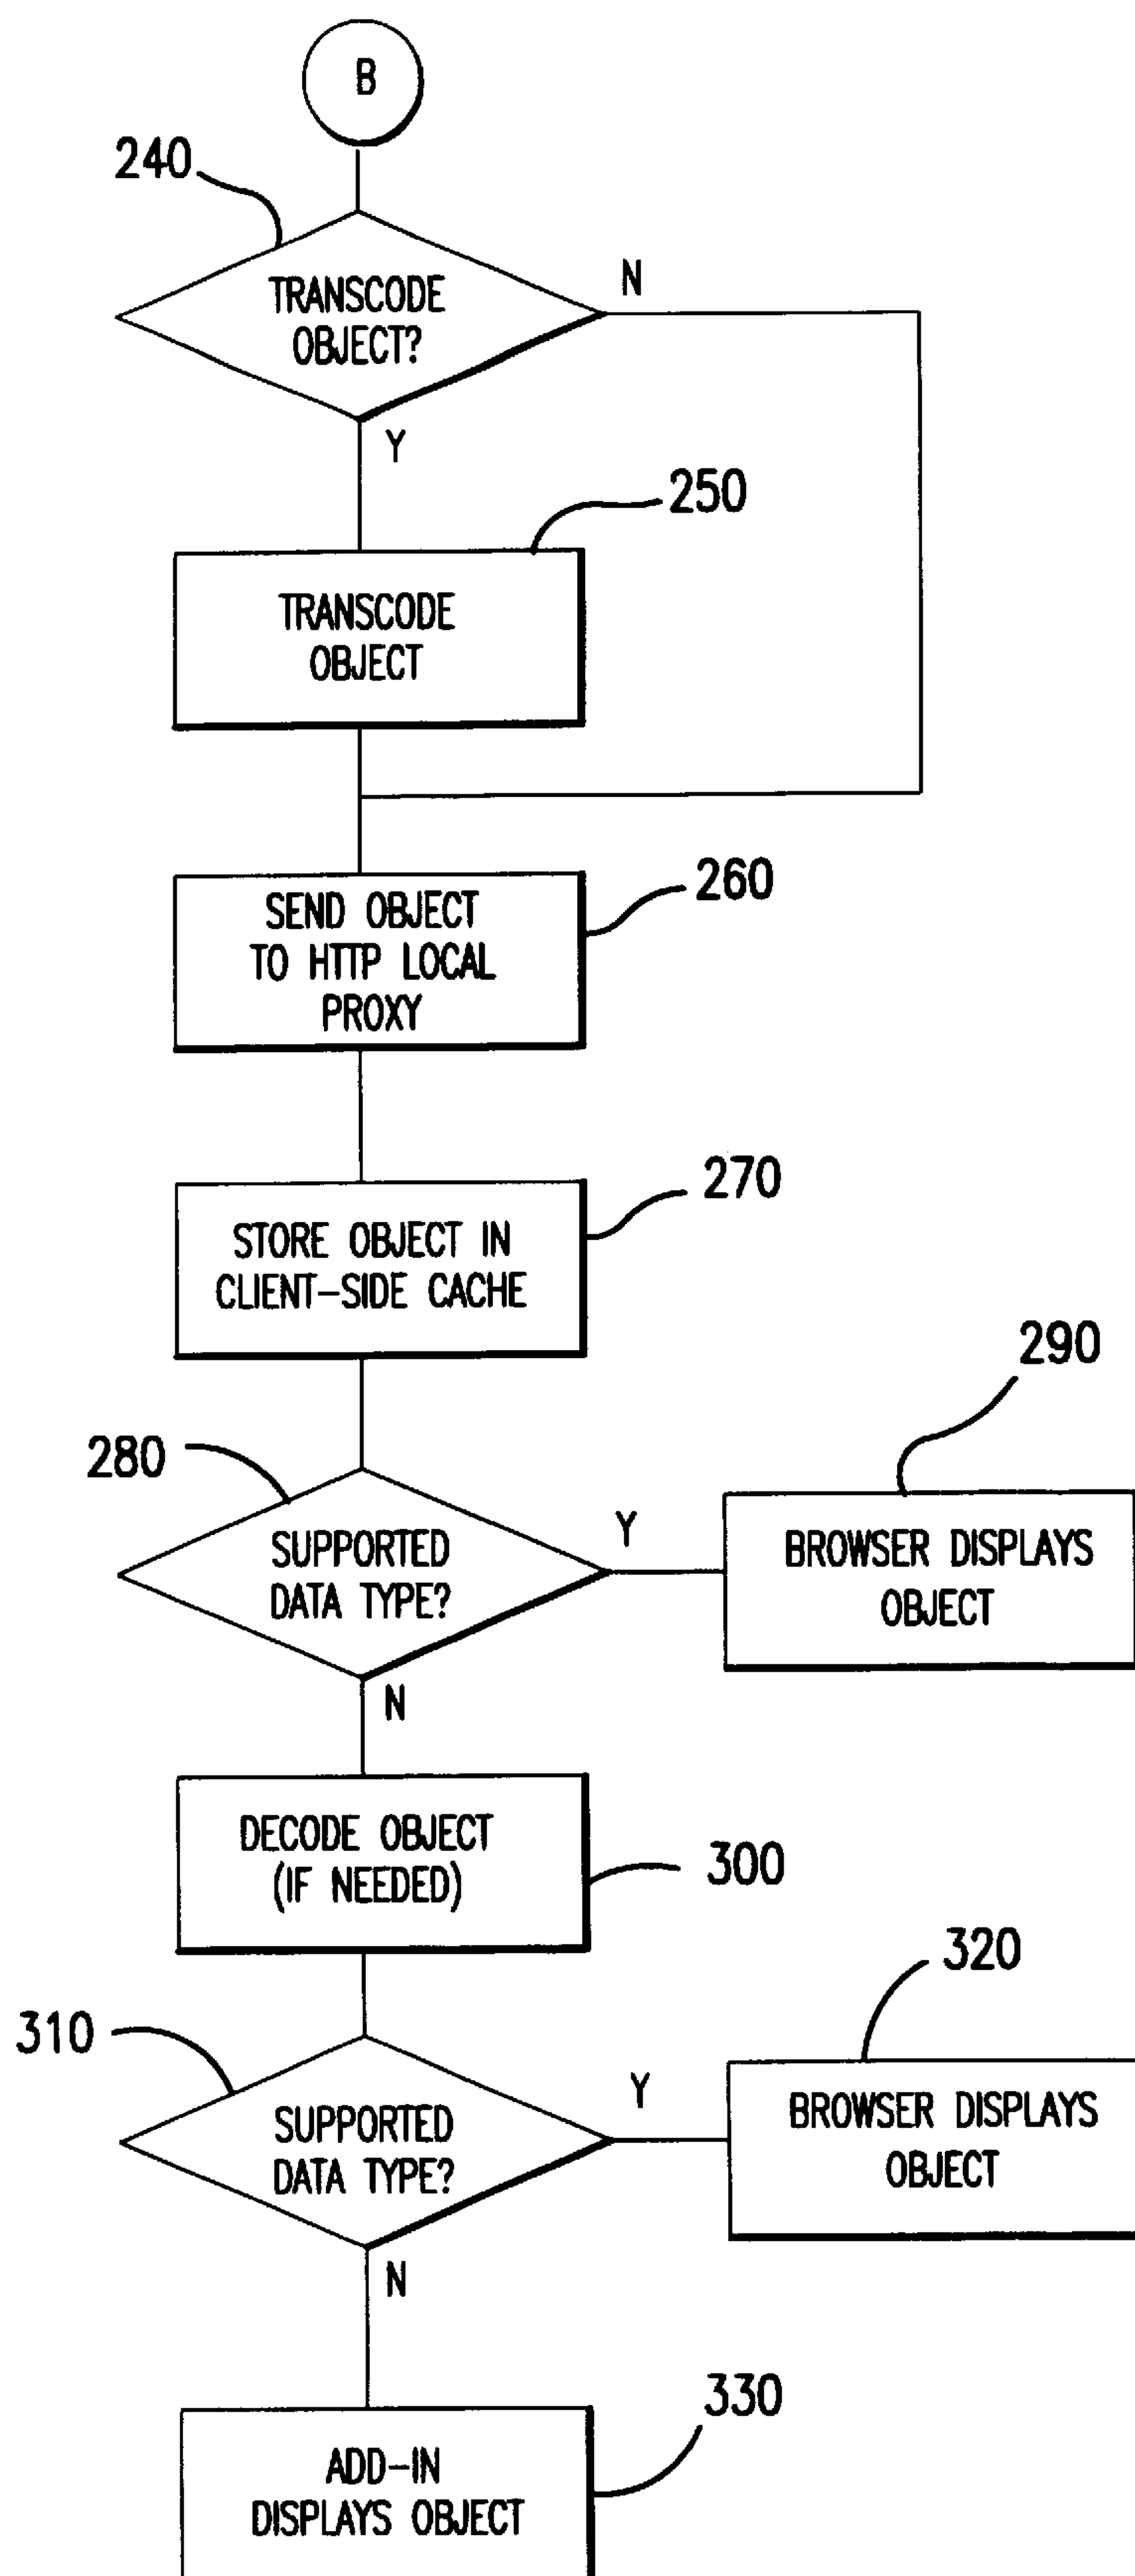 B
240
TRANSCODE
OBJECT?
N
Y
250
TRANSCODE
OBJECT
260
SEND OBJECT
TO HTTP LOCAL
PROXY
270
STORE OBJECT IN
CLIENT-SIDE CACHE
290
280
SUPPORTED
DATA TYPE?
Y
BROWSER DISPLAYS
OBJECT
N
DECODE OBJECT
(IF NEEDED)
300
320
310
SUPPORTED
DATA TYPE?
Y
BROWSER DISPLAYS
OBJECT
N
330
ADD-IN
DISPLAYS OBJECT